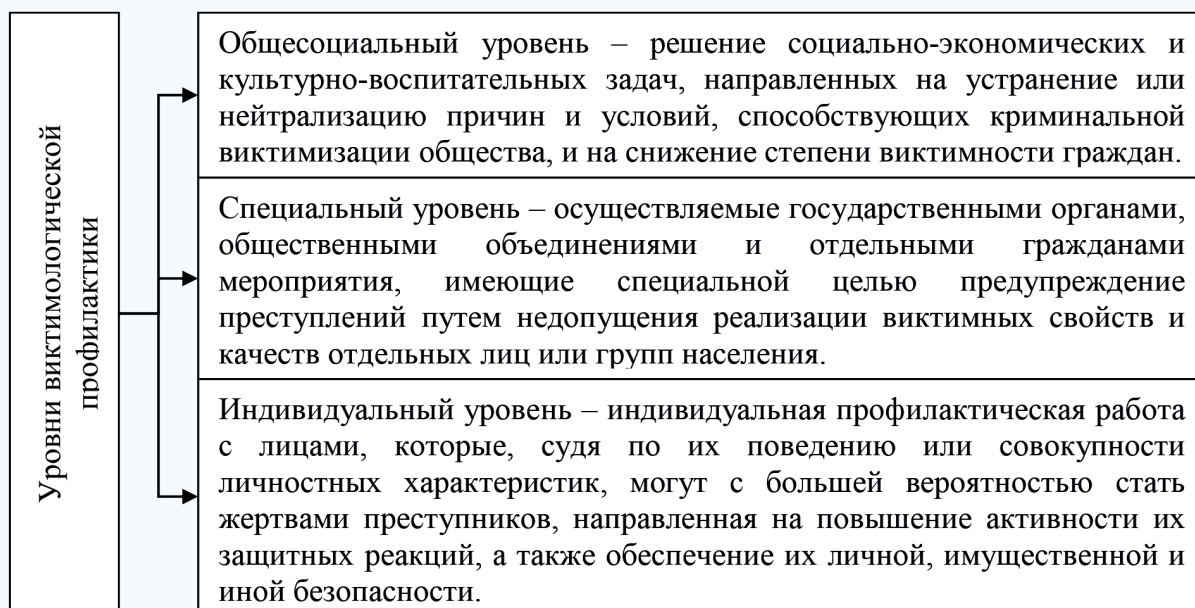 Уровни виктимологической
профилактики
Общесоциальный уровень – решение социально-экономических и
культурно-воспитательных задач, направленных на устранение или
нейтрализацию причин и условий, способствующих криминальной
виктимизации общества, и на снижение степени виктимности граждан.
Специальный уровень – осуществляемые государственными органами,
общественными объединениями и отдельными гражданами
мероприятия, имеющие специальной целью предупреждение
преступлений путем недопущения реализации виктимных свойств и
качеств отдельных лиц или групп населения.
Индивидуальный уровень – индивидуальная профилактическая работа
с лицами, которые, судя по их поведению или совокупности
личностных характеристик, могут с большей вероятностью стать
жертвами преступников, направленная на повышение активности их
защитных реакций, а также обеспечение их личной, имущественной и
иной безопасности.